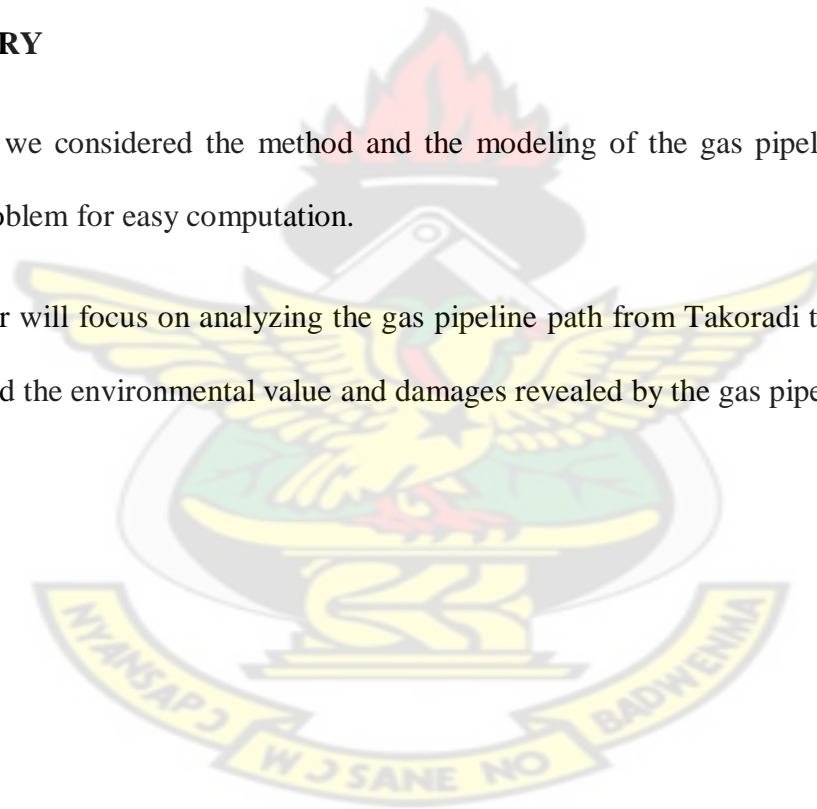 RY
we considered the method and the modeling of the gas pipel
oblem for easy computation.
r will focus on analyzing the gas pipeline path from Takoradi t
d the environmental value and damages revealed by the gas pipe
NYANSAPƆ WƆSANE NO BADWENMA